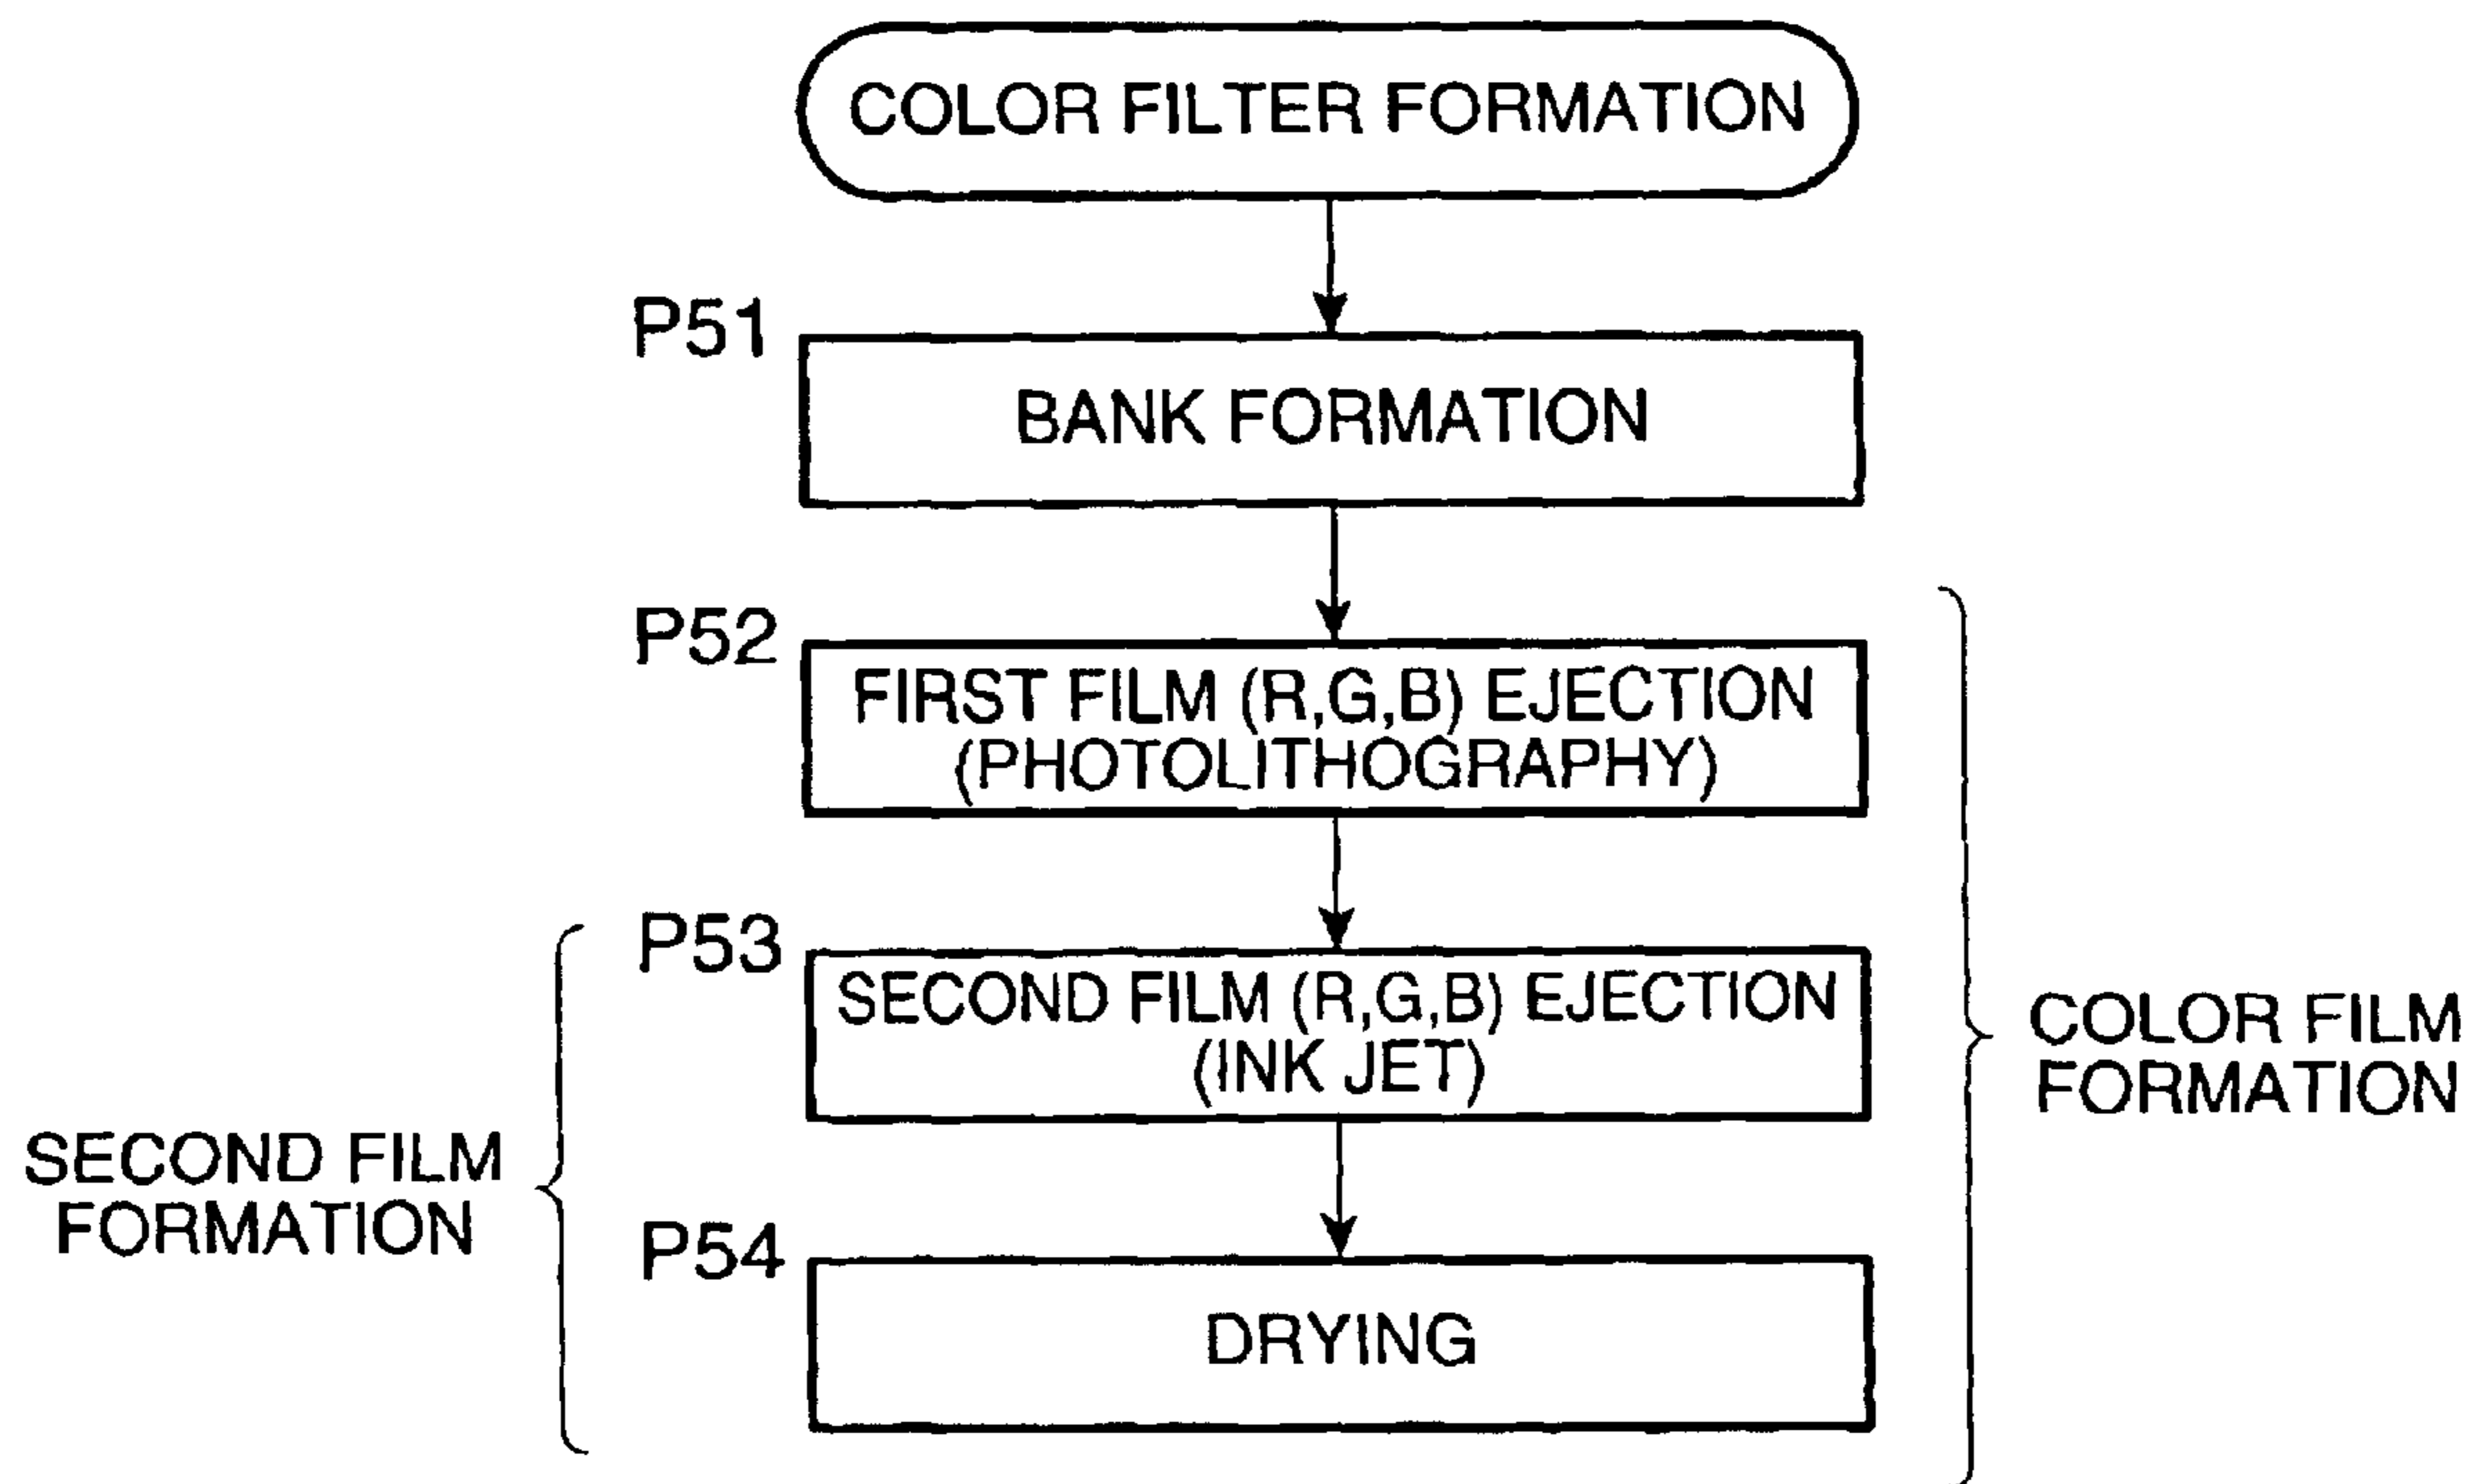 COLOR FILTER FORMATION
P51
BANK FORMATION
P52
FIRST FILM (R,G,B) EJECTION
(PHOTOLITHOGRAPHY)
P53
SECOND FILM (R,G,B) EJECTION
(INK JET)
COLOR FILM
FORMATION
SECOND FILM
FORMATION
P54
DRYING